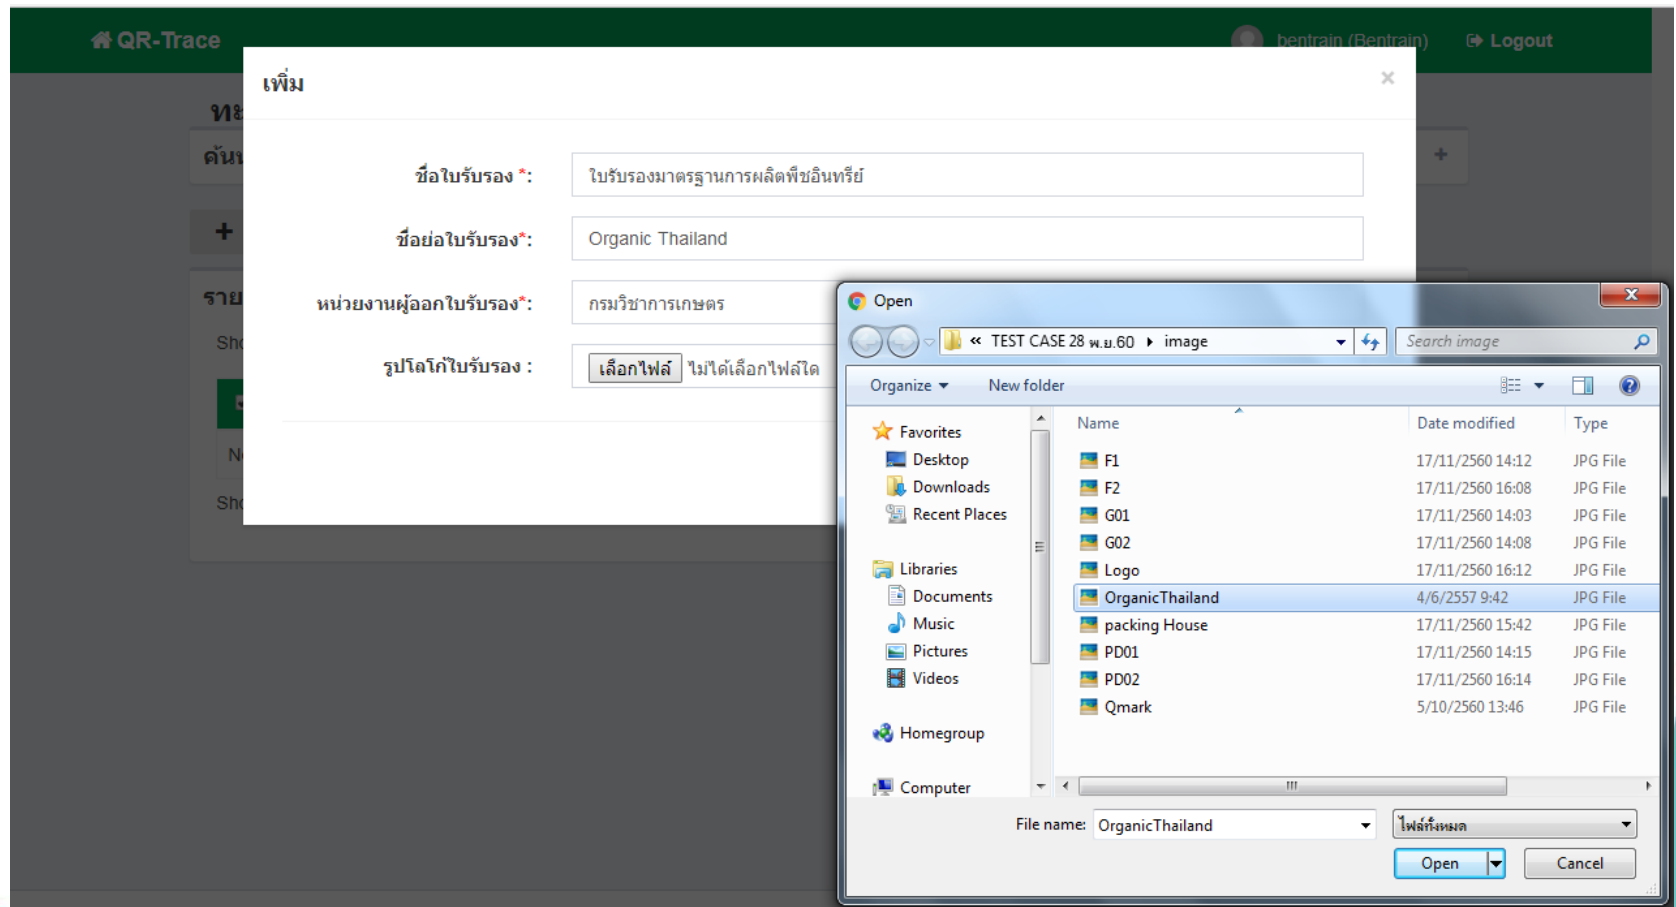 QR-Trace
bentrain (Bentrain)
Logout
เพิ่ม
×
ชื่อใบรับรอง *:
ใบรับรองมาตรฐานการผลิตพืชอินทรีย์
ชื่อย่อใบรับรอง*:
Organic Thailand
หน่วยงานผู้ออกใบรับรอง*:
กรมวิชาการเกษตร
รูปโลโก้ใบรับรอง :
เลือกไฟล์ ไม่ได้เลือกไฟล์ใด
Open
« TEST CASE 28 พ.ย.60 image
Search image
Organize
New folder
Name Date modified Type
Favorites
Desktop
Downloads
Recent Places
Libraries
Documents
Music
Pictures
Videos
Homegroup
Computer
F1 17/11/2560 14:12 JPG File
F2 17/11/2560 16:08 JPG File
G01 17/11/2560 14:03 JPG File
G02 17/11/2560 14:08 JPG File
Logo 17/11/2560 16:12 JPG File
OrganicThailand 4/6/2557 9:42 JPG File
packing House 17/11/2560 15:42 JPG File
PD01 17/11/2560 14:15 JPG File
PD02 17/11/2560 16:14 JPG File
Qmark 5/10/2560 13:46 JPG File
File name: OrganicThailand
ไฟล์ทั้งหมด
Open
Cancel